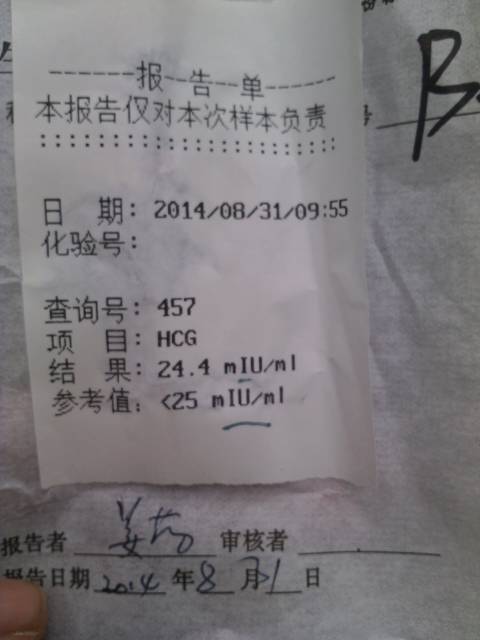 ------报--告--单------
本报告仅对本次样本负责
::::::::::::::::::::::
日 期: 2014/08/31/09:55
化验号:
查询号: 457
项 目: HCG
结 果: 24.4 mIU/ml
参考值: <25 mIU/ml
报告者 审核者
报告日期 2014 年 8 月 31 日